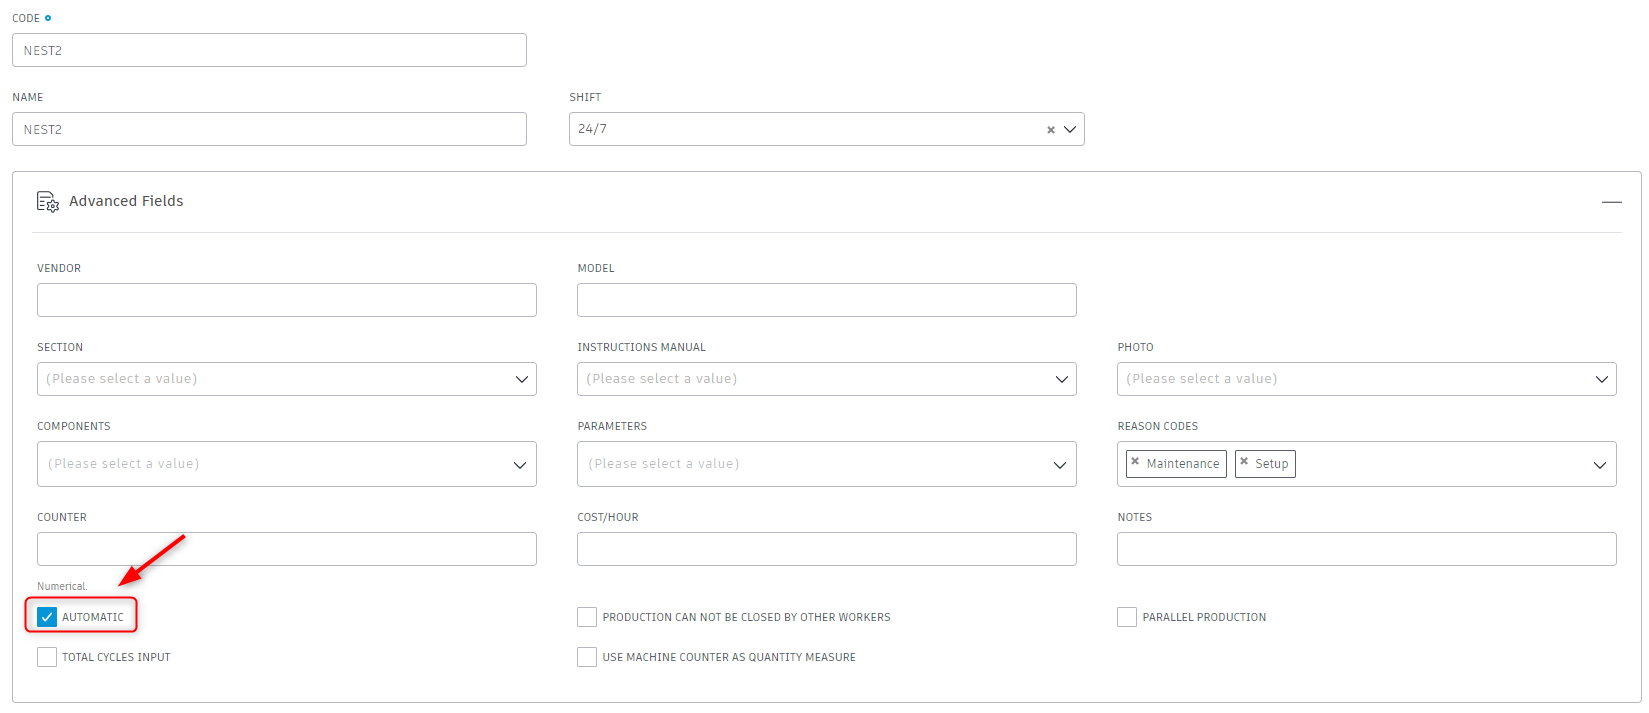 CODE
NEST2
NAME
SHIFT
NEST2
24/7
Advanced Fields
VENDOR
MODEL
SECTION
INSTRUCTIONS MANUAL
PHOTO
(Please select a value)
(Please select a value)
(Please select a value)
COMPONENTS
PARAMETERS
REASON CODES
(Please select a value)
(Please select a value)
Maintenance
Setup
COUNTER
COST/HOUR
NOTES
Numerical.
AUTOMATIC
PRODUCTION CAN NOT BE CLOSED BY OTHER WORKERS
PARALLEL PRODUCTION
TOTAL CYCLES INPUT
USE MACHINE COUNTER AS QUANTITY MEASURE